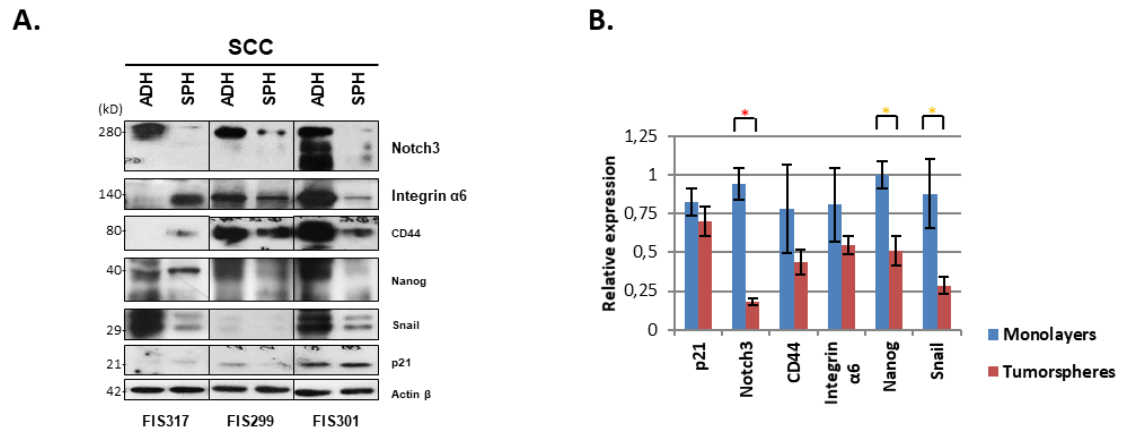 A.
SCC
ADH SPH ADH SPH ADH SPH
(kD)
280 Notch3
140 Integrin α6
80 CD44
40 Nanog
29 Snail
21 p21
42 Actin β
FIS317 FIS299 FIS301
B.
* * *
1,25
1
0,75
0,5
0,25
0
Relative expression
p21
Notch3
CD44
Integrin
α6
Nanog
Snail
Monolayers
Tumorspheres